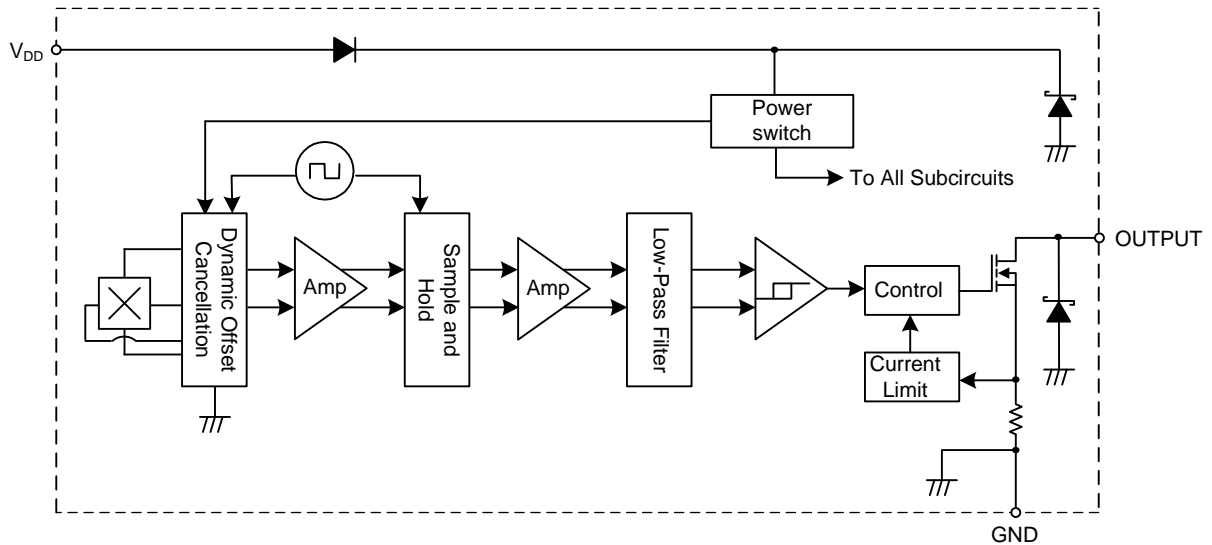 VDD
Power
switch
To All Subcircuits
Dynamic Offset
Cancellation
Amp
Sample and
Hold
Amp
Low-Pass Filter
Control
Current
Limit
OUTPUT
GND